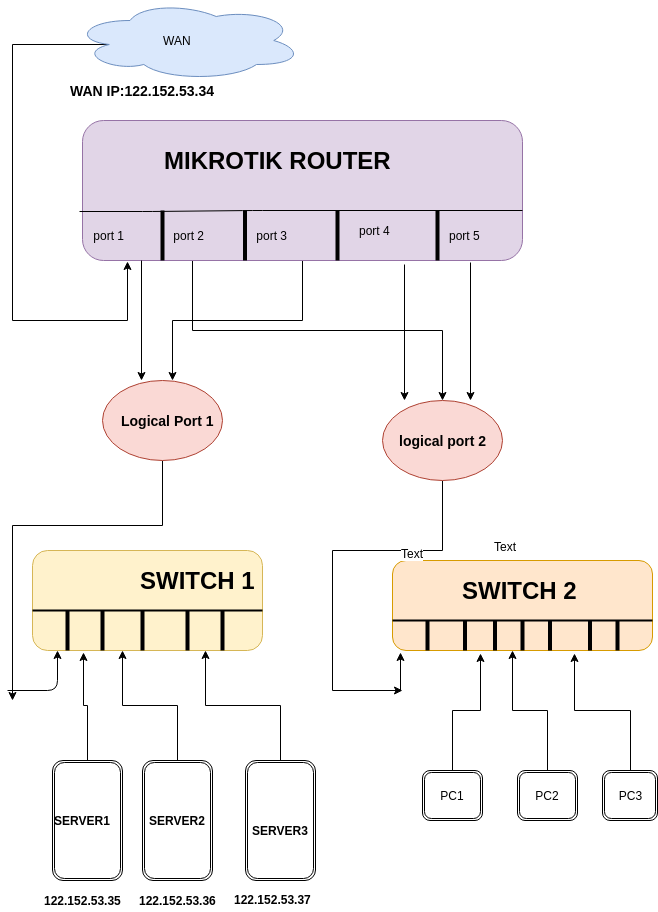 WAN
WAN IP:122.152.53.34
MIKROTIK ROUTER
port 1
port 2
port 3
port 4
port 5
Logical Port 1
logical port 2
Text
Text
SWITCH 1
SWITCH 2
SERVER1
SERVER2
SERVER3
PC1
PC2
PC3
122.152.53.35
122.152.53.36
122.152.53.37